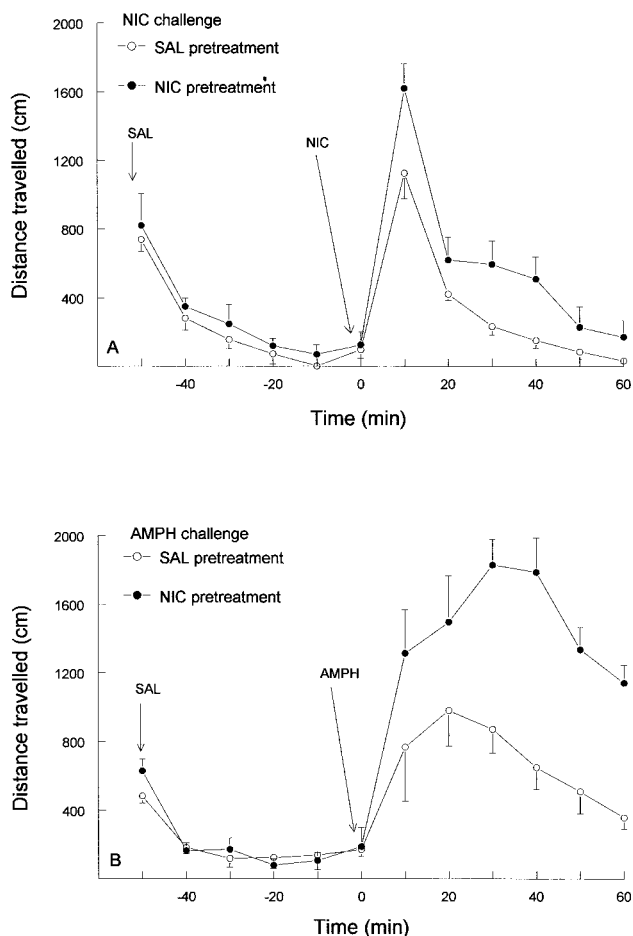 NIC challenge
SAL pretreatment
NIC pretreatment
SAL
NIC
Distance travelled (cm)
2000
1600
1200
800
400
A
-40
-20
0
20
40
60
Time (min)
AMPH challenge
SAL pretreatment
NIC pretreatment
SAL
AMPH
Distance travelled (cm)
2000
1600
1200
800
400
B
-40
-20
0
20
40
60
Time (min)